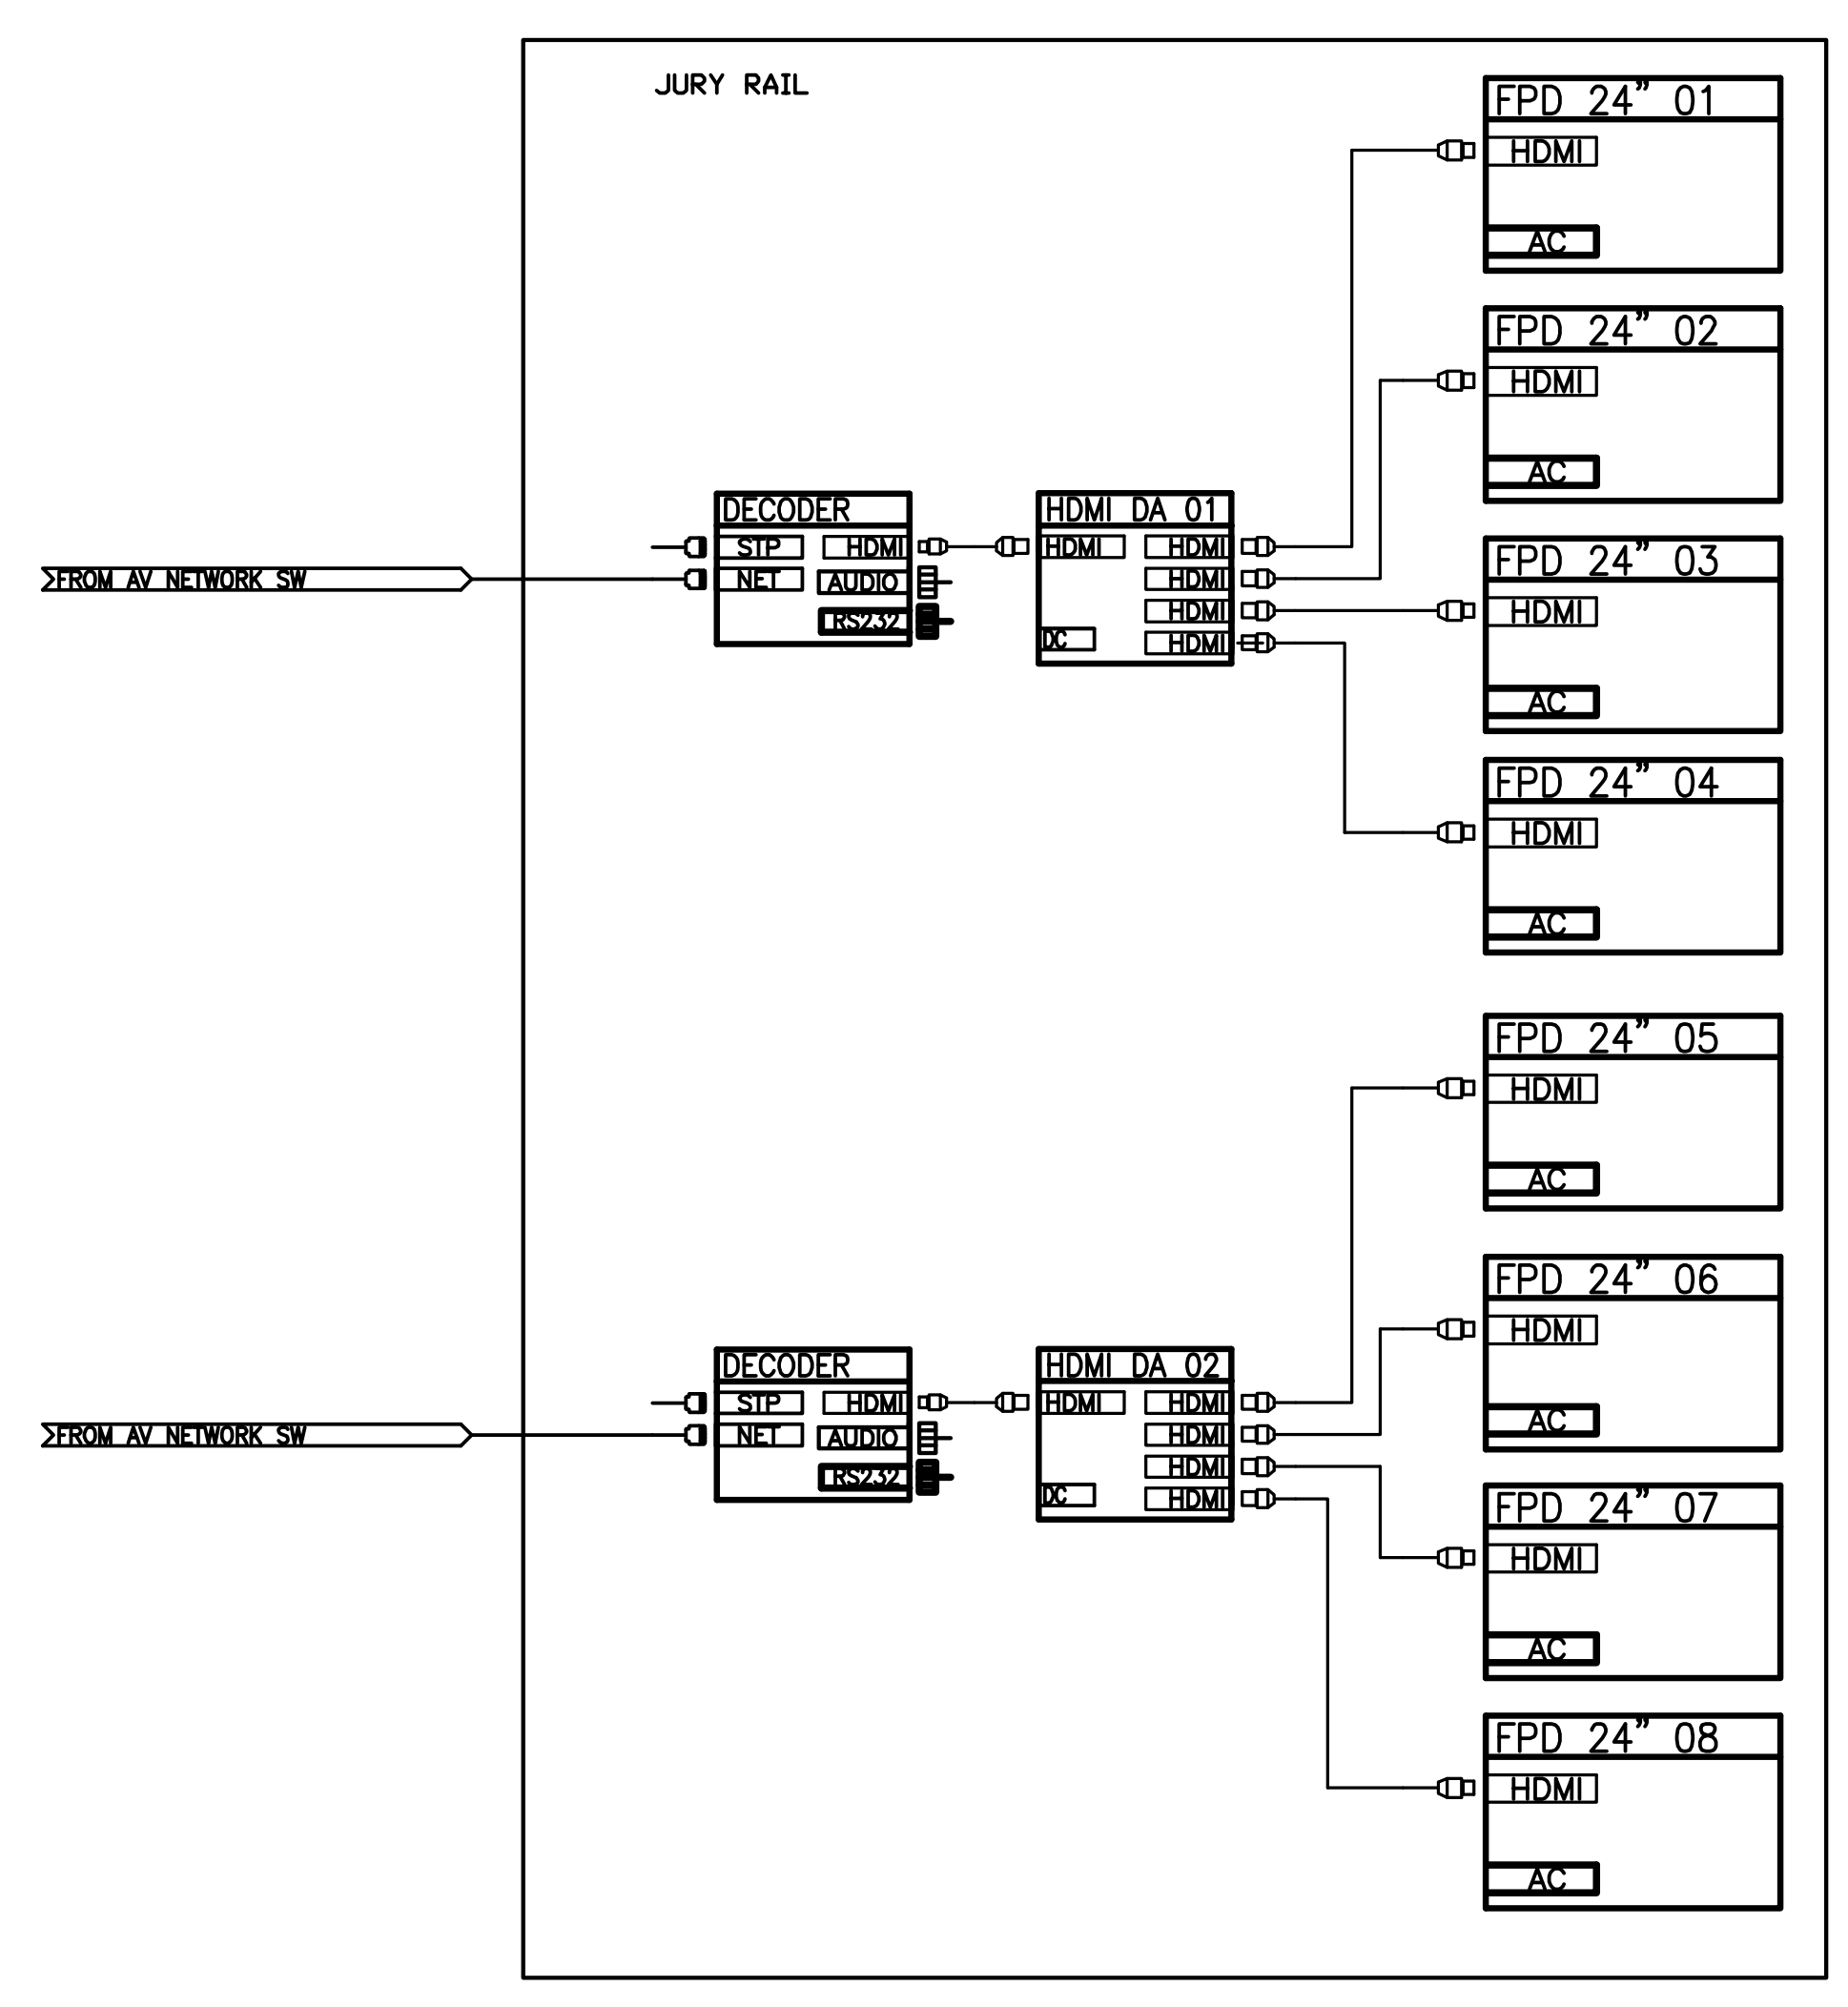 JURY RAIL
FPD 24” 01
HDMI
AC
FPD 24” 02
HDMI
AC
DECODER
STP HDMI
NET AUDIO
RS232
HDMI DA 01
HDMI HDMI
HDMI
HDMI
DC HDMI
FROM AV NETWORK SW
FPD 24” 03
HDMI
AC
FPD 24” 04
HDMI
AC
FPD 24” 05
HDMI
AC
FPD 24” 06
HDMI
AC
DECODER
STP HDMI
NET AUDIO
RS232
HDMI DA 02
HDMI HDMI
HDMI
HDMI
DC HDMI
FROM AV NETWORK SW
FPD 24” 07
HDMI
AC
FPD 24” 08
HDMI
AC